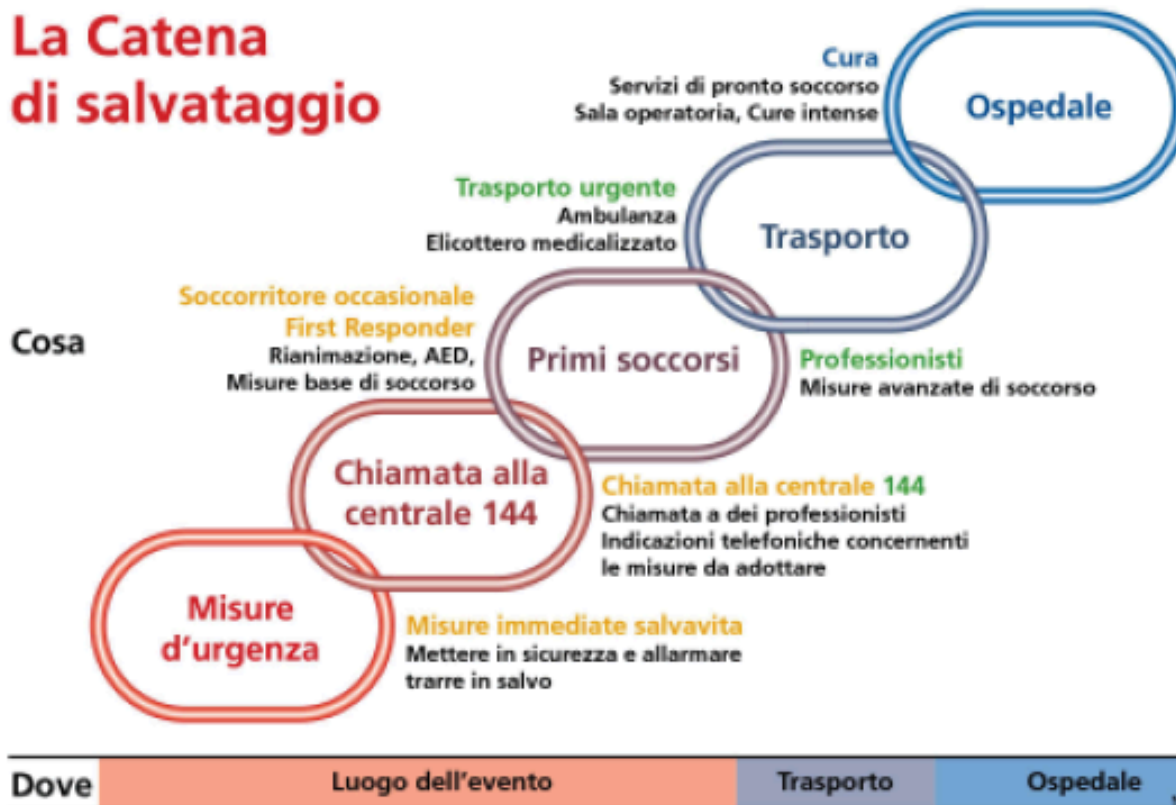 La Catena
di salvataggio
Cura
Servizi di pronto soccorso
Sala operatoria, Cure intense
Ospedale
Trasporto urgente
Ambulanza
Elicottero medicalizzato
Trasporto
Soccorritore occasionale
First Responder
Rianimazione, AED,
Misure base di soccorso
Cosa
Primi soccorsi
Professionisti
Misure avanzate di soccorso
Chiamata alla
centrale 144
Chiamata alla centrale 144
Chiamata a dei professionisti
Indicazioni telefoniche concernenti
le misure da adottare
Misure
d'urgenza
Misure immediate salvavita
Mettere in sicurezza e allarmare
trarre in salvo
Dove
Luogo dell'evento
Trasporto
Ospedale